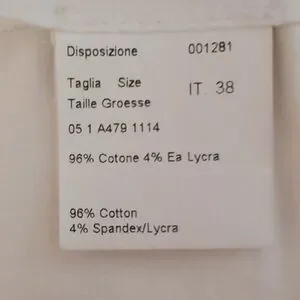 Disposizione 001281
Taglia Size
IT. 38
Taille Groesse
05 1 A479 1114
96% Cotone 4% Ea Lycra
96% Cotton
4% Spandex/Lycra